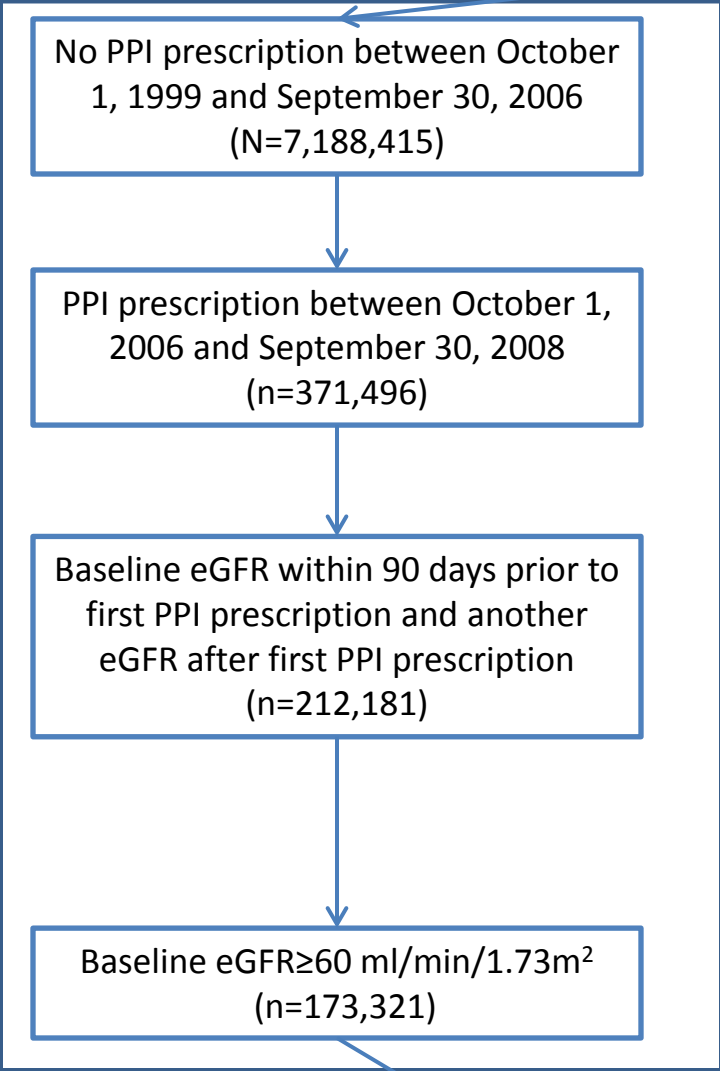 No PPI prescription between October
1, 1999 and September 30, 2006
(N=7,188,415)
PPI prescription between October 1,
2006 and September 30, 2008
(n=371,496)
Baseline eGFR within 90 days prior to
first PPI prescription and another
eGFR after first PPI prescription
(n=212,181)
Baseline eGFR≥60 ml/min/1.73m²
(n=173,321)